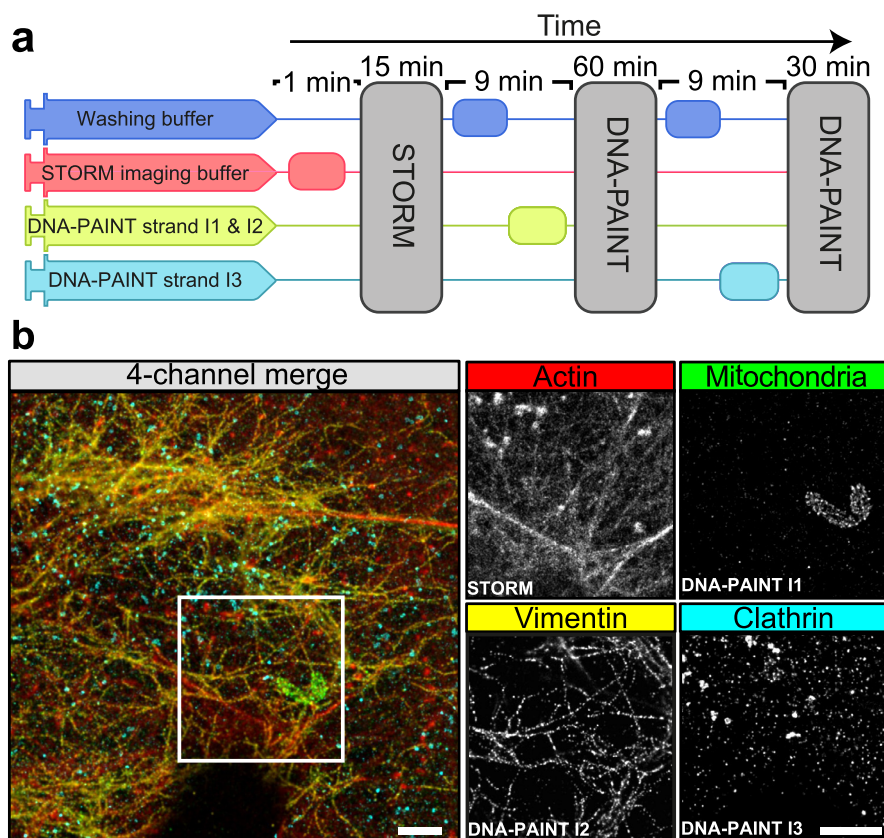 a
Time
1 min
15 min
9 min
60 min
9 min
30 min
Washing buffer
STORM imaging buffer
DNA-PAINT strand I1 & I2
DNA-PAINT strand I3
STORM
DNA-PAINT
DNA-PAINT
b
4-channel merge
Actin
Mitochondria
STORM
DNA-PAINT I1
Vimentin
Clathrin
DNA-PAINT I2
DNA-PAINT I3